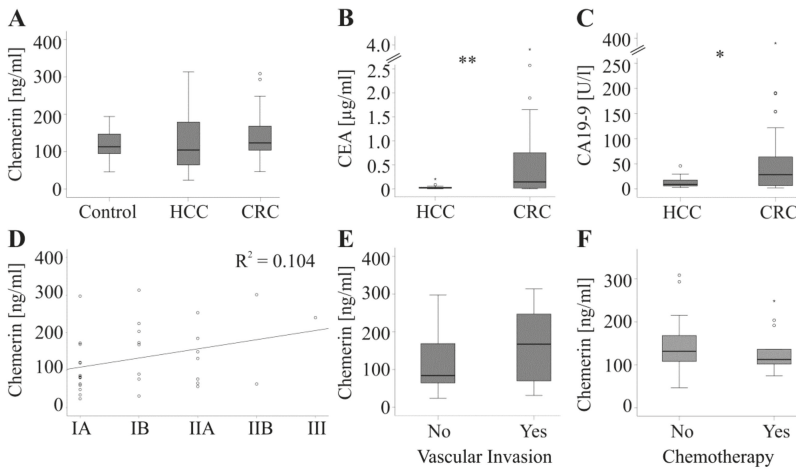 A
Chemerin [ng/ml]
400
300
200
100
0
Control HCC CRC
B
**
CEA [µg/ml]
4.0
2.5
2.0
1.5
1.0
0.5
0
HCC CRC
C
*
CA19-9 [U/l]
400
250
200
150
100
50
0
HCC CRC
D
R² = 0.104
Chemerin [ng/ml]
400
300
200
100
0
IA IB IIA IIB III
E
Chemerin [ng/ml]
400
300
200
100
0
No Yes
Vascular Invasion
F
Chemerin [ng/ml]
300
200
100
0
No Yes
Chemotherapy